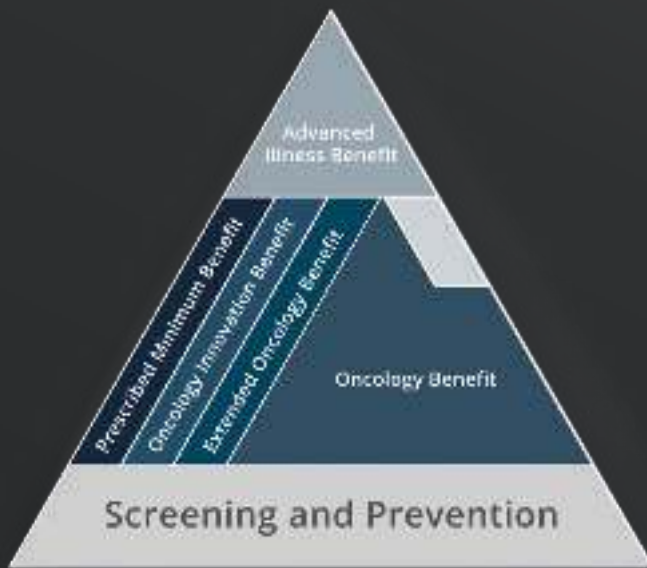 Advanced
Illness Benefit
Prescribed Minimum Benefit
Oncology Innovation Benefit
Extended Oncology Benefit
Oncology Benefit
Screening and Prevention